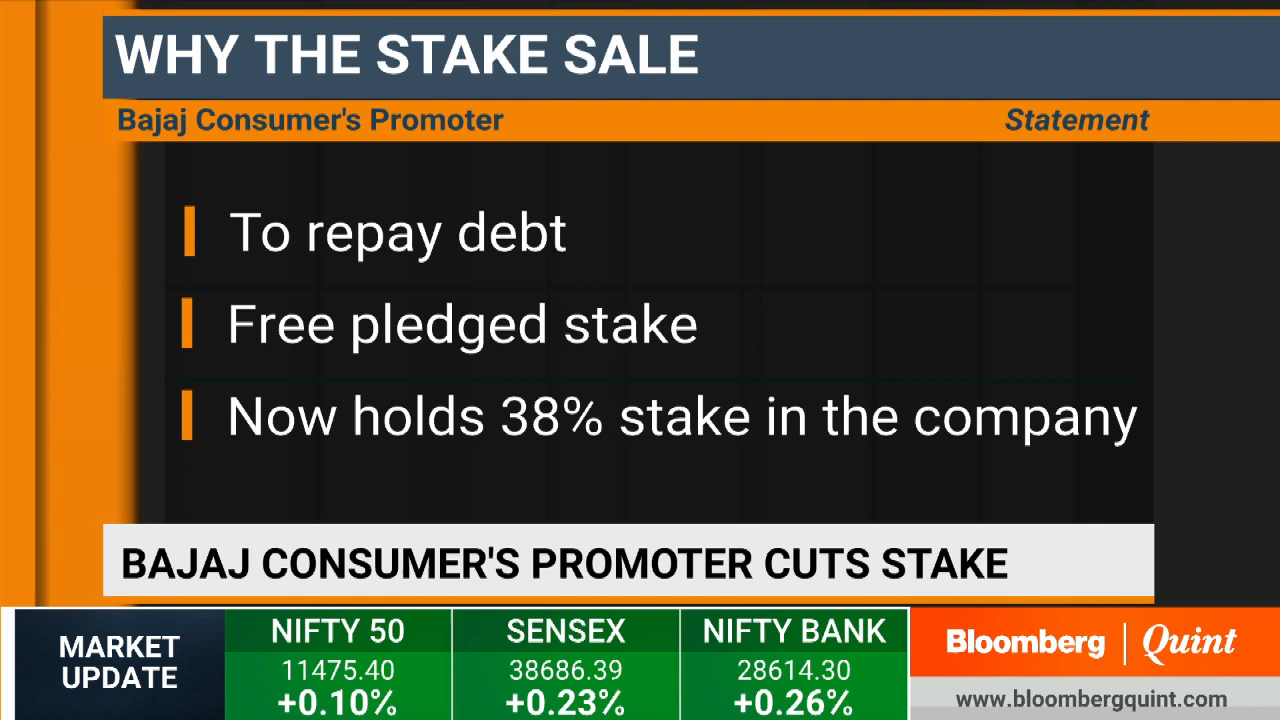 WHY THE STAKE SALE
Bajaj Consumer's Promoter Statement
To repay debt
Free pledged stake
Now holds 38% stake in the company
BAJAJ CONSUMER'S PROMOTER CUTS STAKE
MARKET UPDATE
NIFTY 50
11475.40
+0.10%
SENSEX
38686.39
+0.23%
NIFTY BANK
28614.30
+0.26%
Bloomberg | Quint
www.bloombergquint.com